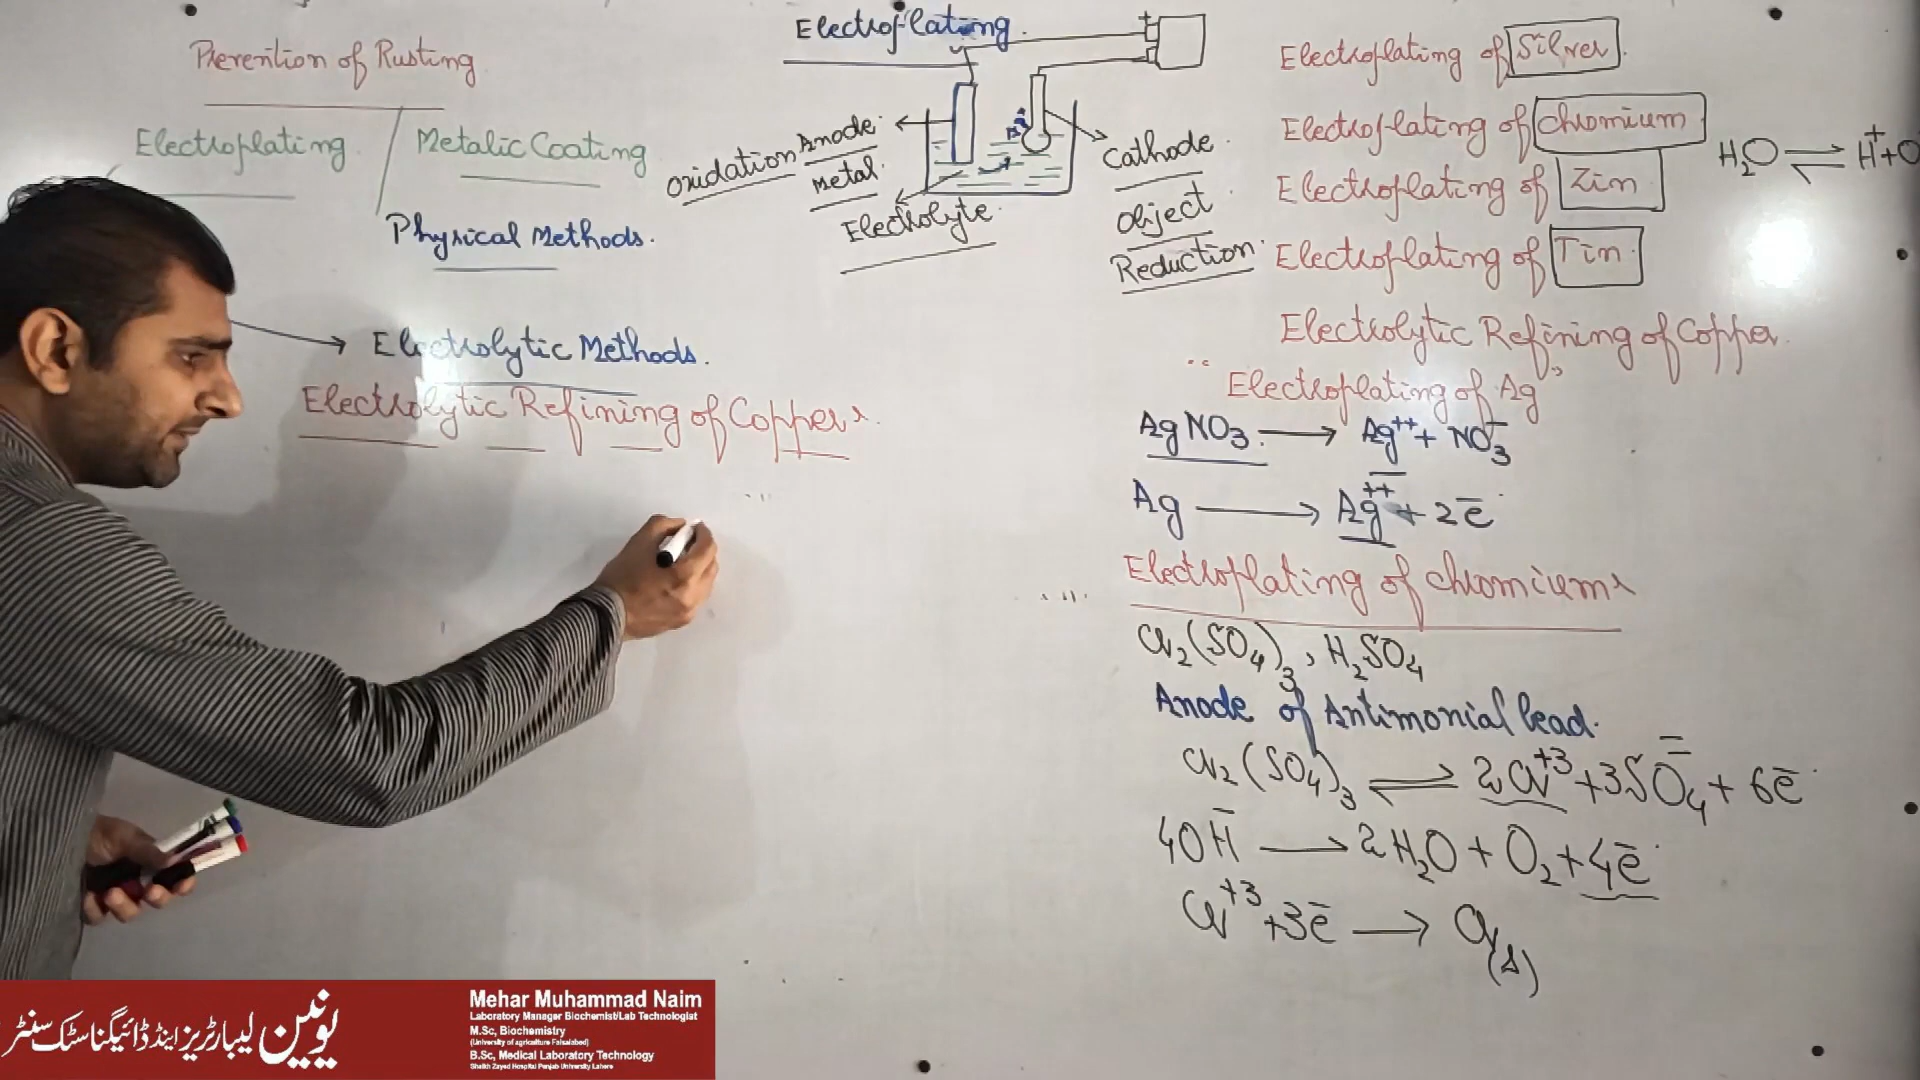 Prerention of Rusting
Electroplating
Metalic Coating
Physical Methods.
Electrolytic Methods.
Electrolytic Refining of Copper
Electroplating
+
Oxidation
Anode
Metal
Electrolyte
Cathode
Object
Reduction
Electroplating of Silver
Electroplating of Chromium
Electroplating of Zin
Electroplating of Tin
H₂O ⇌ H⁺ + O
Electrolytic Refining of Copper
"Electroplating of Ag"
AgNO₃ → Ag⁺⁺ + NO₃⁻
Ag → Ag⁺⁺ + 2e⁻
Electroplating of chromium
Cr₂(SO₄)₃, H₂SO₄
Anode of Antimonial lead.
Cr₂(SO₄)₃ ⇌ 2Cr⁺³ + 3SO₄⁼ + 6e⁻
4OH⁻ → 2H₂O + O₂ + 4e⁻
Cr⁺³ + 3e⁻ → Cr(s)
یونین لیبارٹریز اینڈ ڈائیگناسٹک سنٹر
Mehar Muhammad Naim
Laboratory Manager Biochemist/Lab Technologist
M.Sc, Biochemistry
(University of agriculture Faisalabad)
B.Sc, Medical Laboratory Technology
Shaikh Zayed Hospital Punjab University Lahore